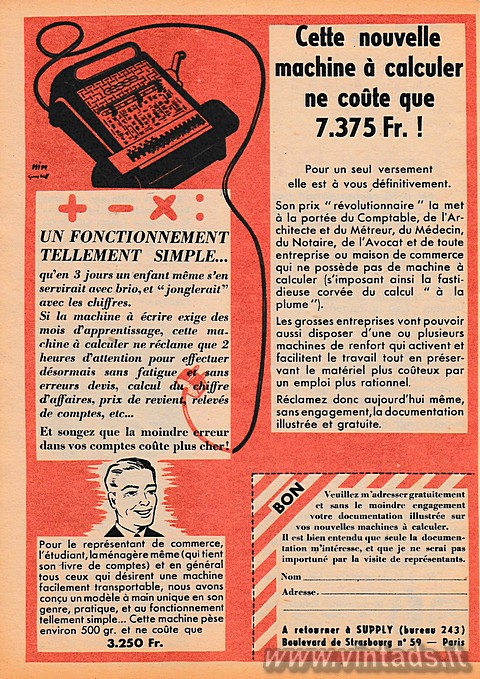 Cette nouvelle
machine à calculer
ne coûte que
7.375 Fr. !
Pour un seul versement
elle est à vous définitivement.
Son prix " révolutionnaire " la met
à la portée du Comptable, de l'Ar-
chitecte et du Métreur, du Médecin,
du Notaire, de l'Avocat et de toute
entreprise ou maison de commerce
qui ne possède pas de machine à
calculer (s'imposant ainsi la fasti-
dieuse corvée du calcul " à la
plume ").
Les grosses entreprises vont pouvoir
aussi disposer d'une ou plusieurs
machines de renfort qui activent et
facilitent le travail tout en préser-
vant le matériel plus coûteux par
un emploi plus rationnel.
Réclamez donc aujourd'hui même,
sans engagement, la documentation
illustrée et gratuite.
+ - × :
UN FONCTIONNEMENT
TELLEMENT SIMPLE...
qu'en 3 jours un enfant même s'en
servirait avec brio, et "jonglerait"
avec les chiffres.
Si la machine à écrire exige des
mois d'apprentissage, cette ma-
chine à calculer ne réclame que 2
heures d'attention pour effectuer
désormais sans fatigue et sans
erreurs devis, calcul du chiffre
d'affaires, prix de revient, relevés
de comptes, etc...
Et songez que la moindre erreur
dans vos comptes coûte plus cher!
Pour le représentant de commerce,
l'étudiant, la ménagère même (qui tient
son livre de comptes) et en général
tous ceux qui désirent une machine
facilement transportable, nous avons
conçu un modèle à main unique en son
genre, pratique, et au fonctionnement
tellement simple... Cette machine pèse
environ 500 gr. et ne coûte que
3.250 Fr.
BON
Veuillez m'adresser gratuitement
et sans le moindre engagement
votre documentation illustrée sur
vos nouvelles machines à calculer.
Il est bien entendu que seule la documen-
tation m'intéresse, et que je ne serai pas
importuné par la visite de représentants.
Nom
Adresse.
A retourner à SUPPLY (bureau 243)
Boulevard de Strasbourg n° 59 — Paris
www.vintads.it